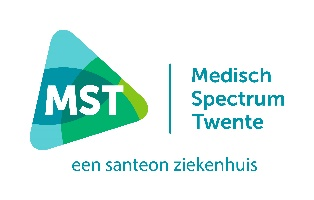 MST
Medisch
Spectrum
Twente
een santeon ziekenhuis